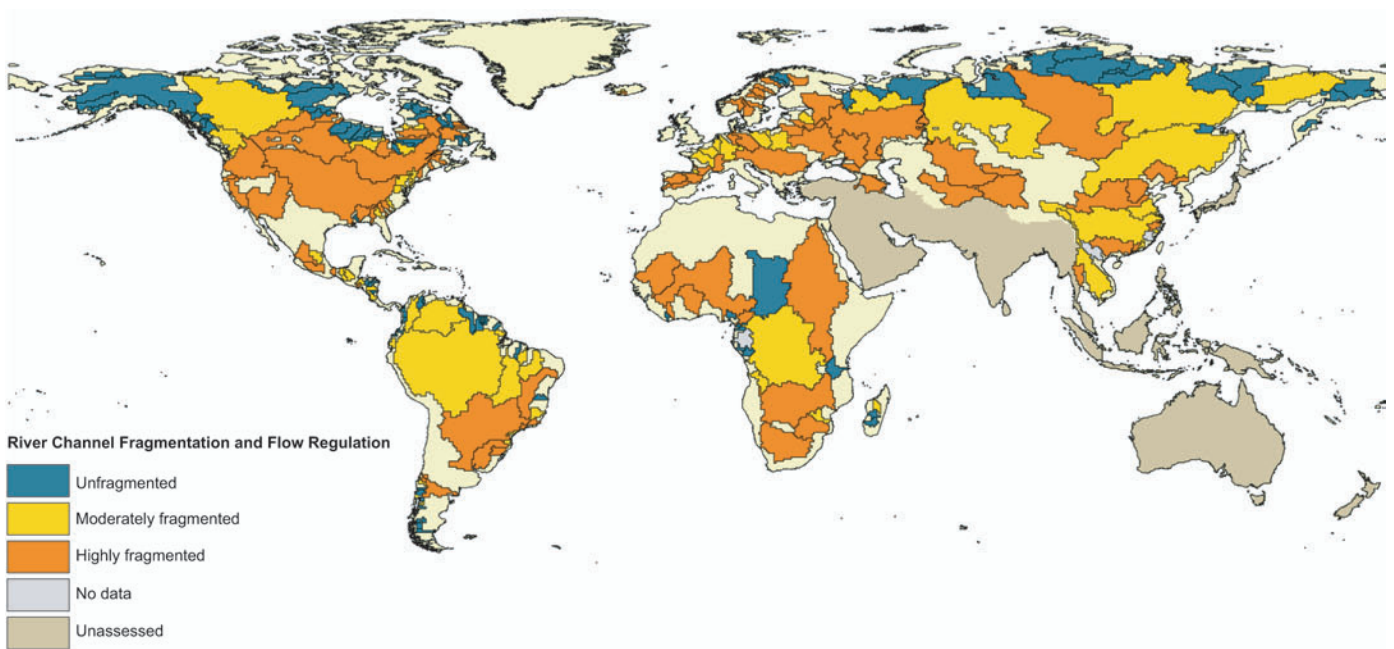 River Channel Fragmentation and Flow Regulation
Unfragmented
Moderately fragmented
Highly fragmented
No data
Unassessed